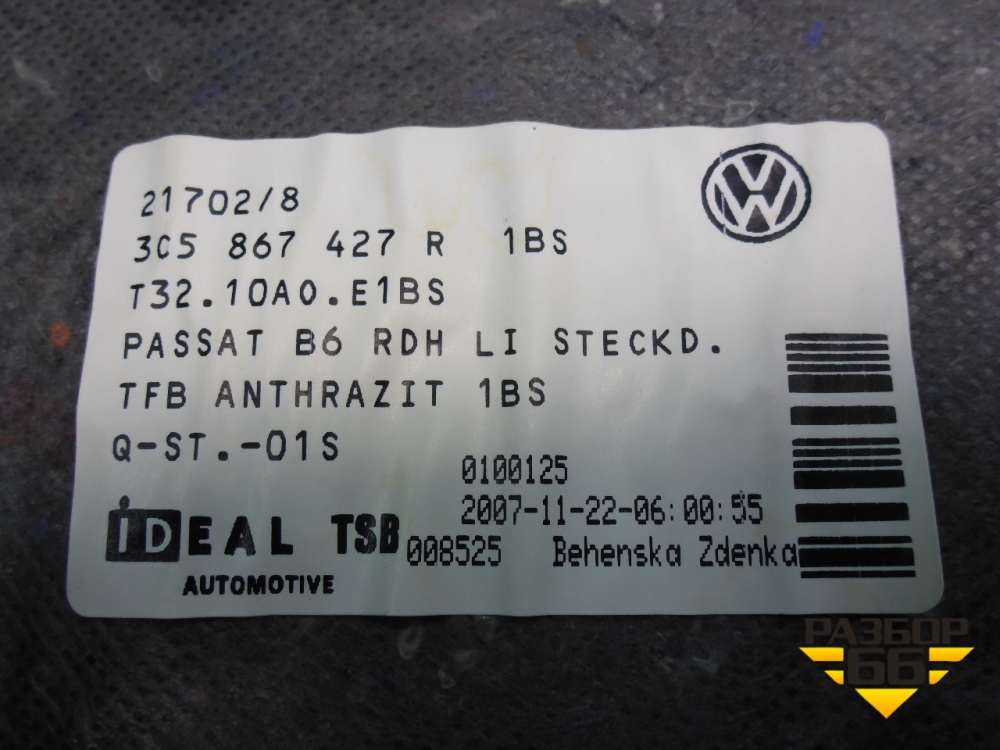 21702/8
3C5 867 427 R 1BS
T32.10A0.E1BS
PASSAT B6 RDH LI STECKD.
TFB ANTHRAZIT 1BS
Q-ST.-01S
0100125
2007-11-22-06:00:55
IDEAL TSB 008525 Behenska Zdenka
AUTOMOTIVE
РАЗБОР
66